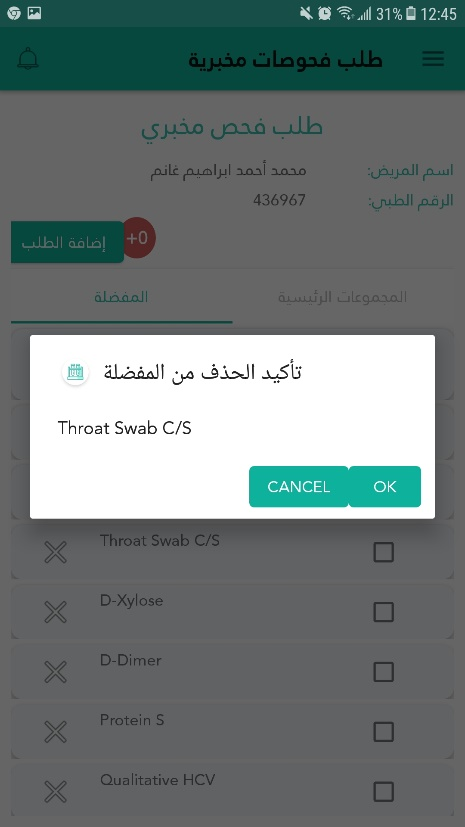 31% 12:45
طلب فحوصات مخبرية
طلب فحص مخبري
اسم المريض: محمد أحمد ابراهيم غانم
الرقم الطبي: 436967
إضافة الطلب +0
المجموعات الرئيسية المفضلة
تأكيد الحذف من المفضلة
Throat Swab C/S
CANCEL OK
Throat Swab C/S
D-Xylose
D-Dimer
Protein S
Qualitative HCV